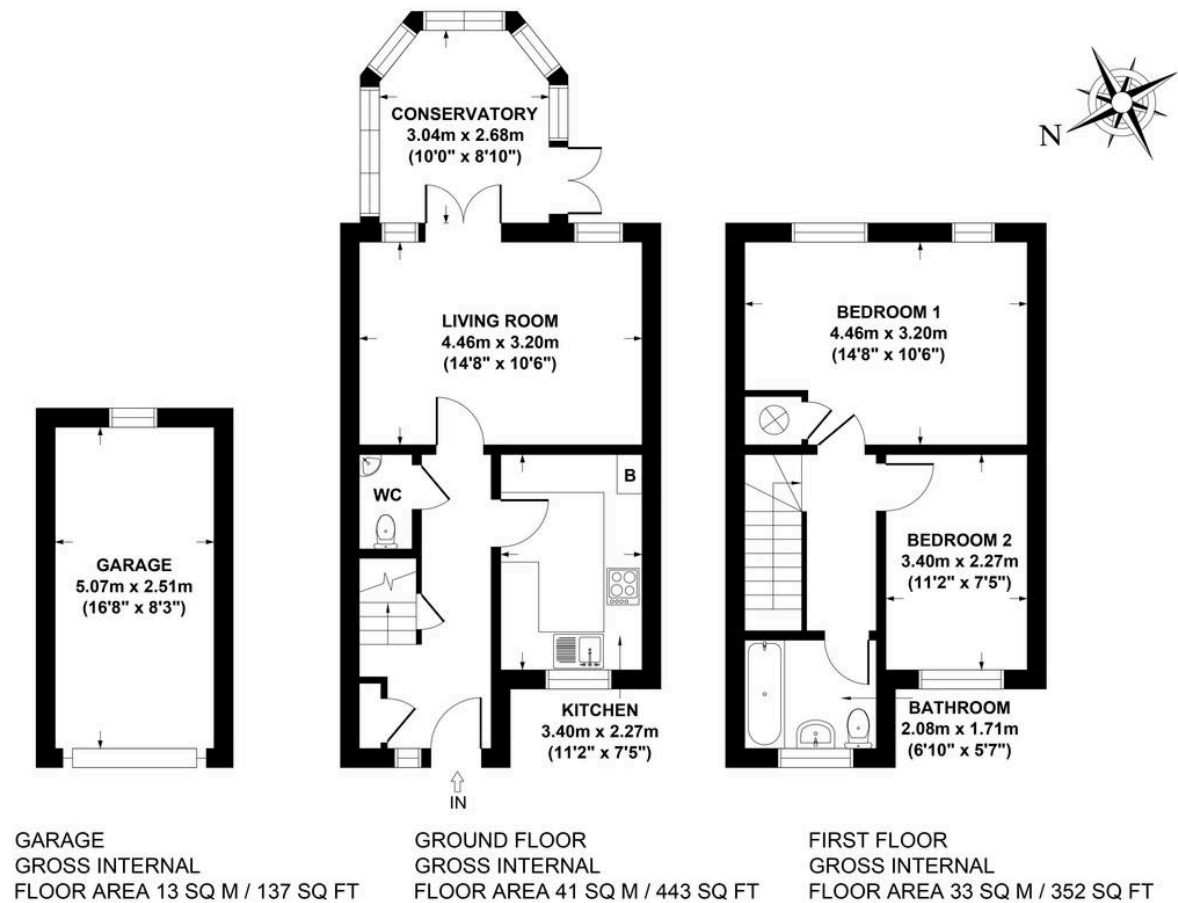 CONSERVATORY
3.04m x 2.68m
(10'0" x 8'10")
N
LIVING ROOM
4.46m x 3.20m
(14'8" x 10'6")
BEDROOM 1
4.46m x 3.20m
(14'8" x 10'6")
WC
B
GARAGE
5.07m x 2.51m
(16'8" x 8'3")
BEDROOM 2
3.40m x 2.27m
(11'2" x 7'5")
KITCHEN
3.40m x 2.27m
(11'2" x 7'5")
BATHROOM
2.08m x 1.71m
(6'10" x 5'7")
IN
GARAGE
GROSS INTERNAL
FLOOR AREA 13 SQ M / 137 SQ FT
GROUND FLOOR
GROSS INTERNAL
FLOOR AREA 41 SQ M / 443 SQ FT
FIRST FLOOR
GROSS INTERNAL
FLOOR AREA 33 SQ M / 352 SQ FT